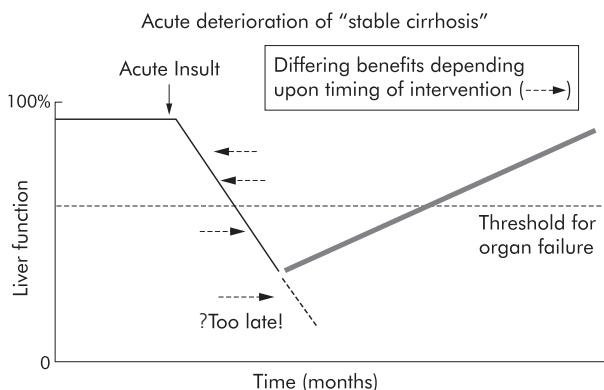 Acute deterioration of “stable cirrhosis”
Acute Insult
Differing benefits depending
upon timing of intervention ( )
100%
Liver function
Threshold for
organ failure
?Too late!
0
Time (months)